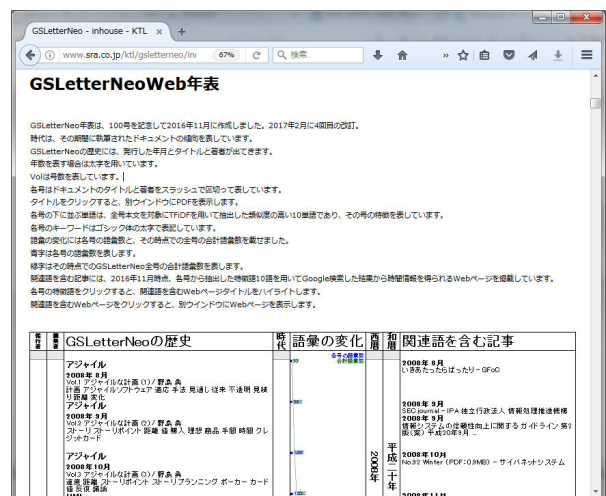 GSLetterNeo - inhouse - KTL
www.sra.co.jp/ktl/gsletterneo/in
67%
検索
GSLetterNeoWeb年表
GSLetterNeo年表は、100号を記念して2016年11月に作成しました。2017年2月に4回目の改訂。
時代は、その期間に執筆されたドキュメントの傾向を表しています。
GSLetterNeoの歴史には、発行した年月とタイトルと著者が出てきます。
年数を表す場合は太字を用いています。
Volは号数を表しています。
各号はドキュメントのタイトルと著者をスラッシュで区切って表しています。
タイトルをクリックすると、別ウインドウにPDFを表示します。
各号の下に並ぶ単語は、全号本文を対象にTFiDFを用いて抽出した類似度の高い10単語であり、その号の特徴を表しています。
各号のキーワードはゴシック体の太字で表記しています。
語彙の変化には各号の語彙数と、その時点での全号の合計語彙数を載せました。
青字は各号の語彙数を表します。
緑字はその時点でのGSLetterNeo全号の合計語彙数を表します。
関連語を含む記事には、2016年11月時点、各号から抽出した特徴語10語を用いてGoogle検索した結果から時間情報を得られるWebページを掲載しています。
各号の特徴語をクリックすると、関連語を含むWebページタイトルをハイライトします。
関連語を含むWebページをクリックすると、別ウインドウにWebページを表示します。
発行者 編集者 GSLetterNeoの歴史 時代 語彙の変化 西暦 和暦 関連語を含む記事
各号の語彙数
合計語彙数
アジャイル
2008年 8月
Vol.1 アジャイルな計画 (1) / 野島 勇
計画 アジャイルソフトウェア 適応 手法 見通し 従来 不透明 見積り 距離 変化
アジャイル
2008年 9月
Vol.2 アジャイルな計画 (2) / 野島 勇
ストーリ ストーリポイント 距離 値 購入 理想 商品 手間 時間 クレジットカード
アジャイル
2008年10月
Vol.3 アジャイルな計画 (3) / 野島 勇
速度 距離 ストーリポイント ストーリプランニング ポーカー カード 値 反復 議論
2008年
平成二十年
2008年 8月
いきあたったらばったり - GFoC
2008年 9月
SEC journal - IPA 独立行政法人 情報処理推進機構
2008年 9月
情報システムの信頼性向上に関する ガイドライン 第2版(案) 平成20年9月 ..
2008年10月
No.92 Winter (PDF:0.9MB) - サイバネットシステム
2008年11月